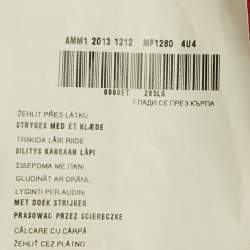 AMM1 2013 1212 MF1280 4U4
0000ET Z05LG
ГЛАДИ СЕ ПРЕЗ КЪРПА
ŽEHLIT PŘES LÁTKU
STRYGES MED ET KLÆDE
TRIIKIDA LÄBI RIIDE
SILITYS KANKAAN LÄPI
ΣΙΔΕΡΩΜΑ ΜΕ ΠΑΝΙ
GLUDINĀT AR DRĀNU
LYGINTI PER AUDINĮ
MET DOEK STRIJKEN
PRASOWAĆ PRZEZ ŚCIERECZKĘ
CĂLCARE CU CÂRPĂ
ŽEHLIŤ CEZ PLÁTNO